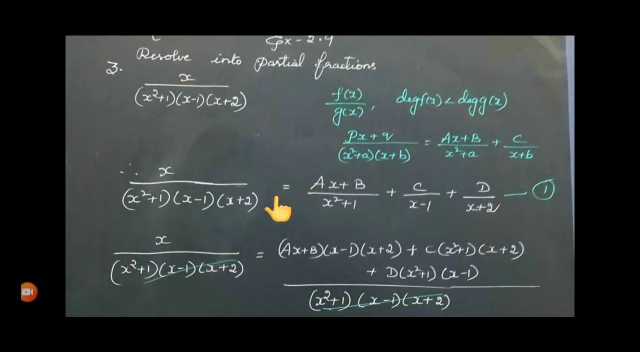 3. Resolve into Partial fractions
x / (x²+1)(x-1)(x+2)
f(x) / g(x), deg f(x) < deg g(x)
Px+q / (x²+a)(x+b) = Ax+B / x²+a + C / x+b
∴ x / (x²+1)(x-1)(x+2) = Ax+B / x²+1 + C / x-1 + D / x+2 — ①
x / (x²+1)(x-1)(x+2) = (Ax+B)(x-1)(x+2) + C(x²+1)(x+2)
+ D(x²+1)(x-1) / (x²+1)(x-1)(x+2)